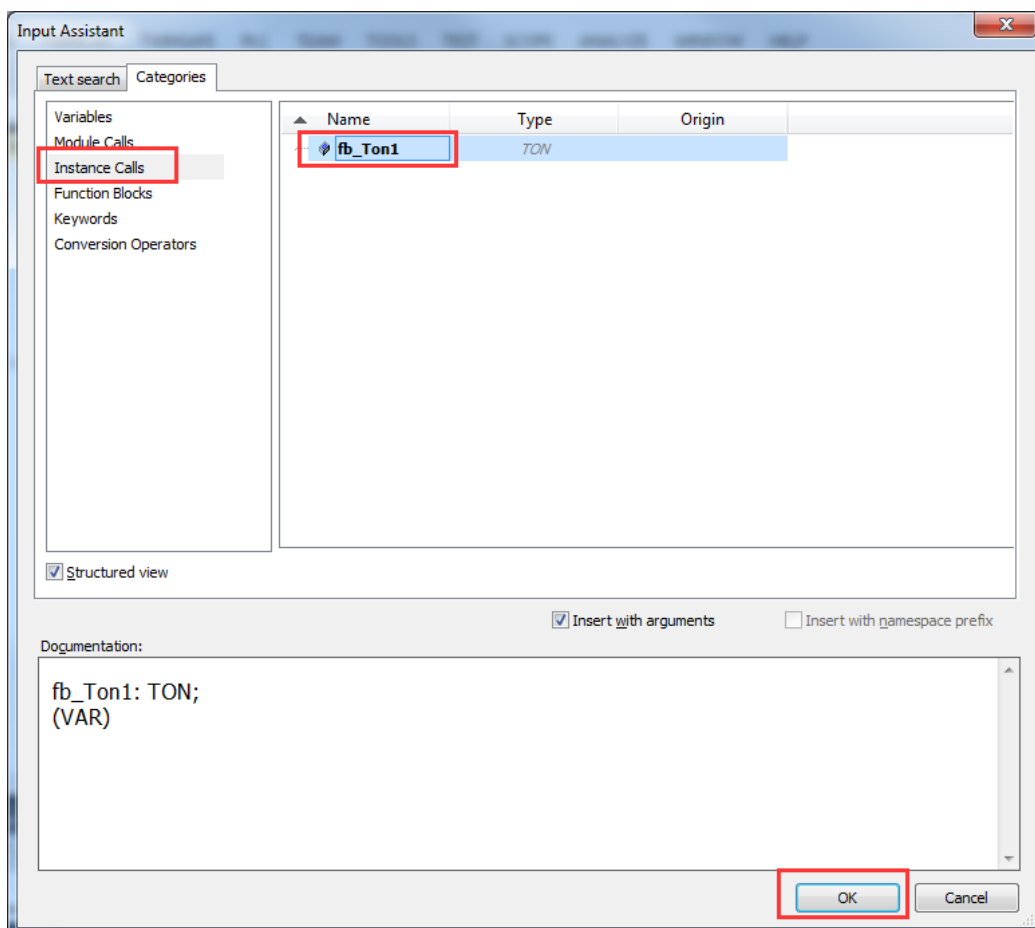 Input Assistant
Text search Categories
Variables
Module Calls
Instance Calls
Function Blocks
Keywords
Conversion Operators
Name Type Origin
fb_Ton1 TON
Structured view
Insert with arguments Insert with namespace prefix
Documentation:
fb_Ton1: TON;
(VAR)
OK Cancel